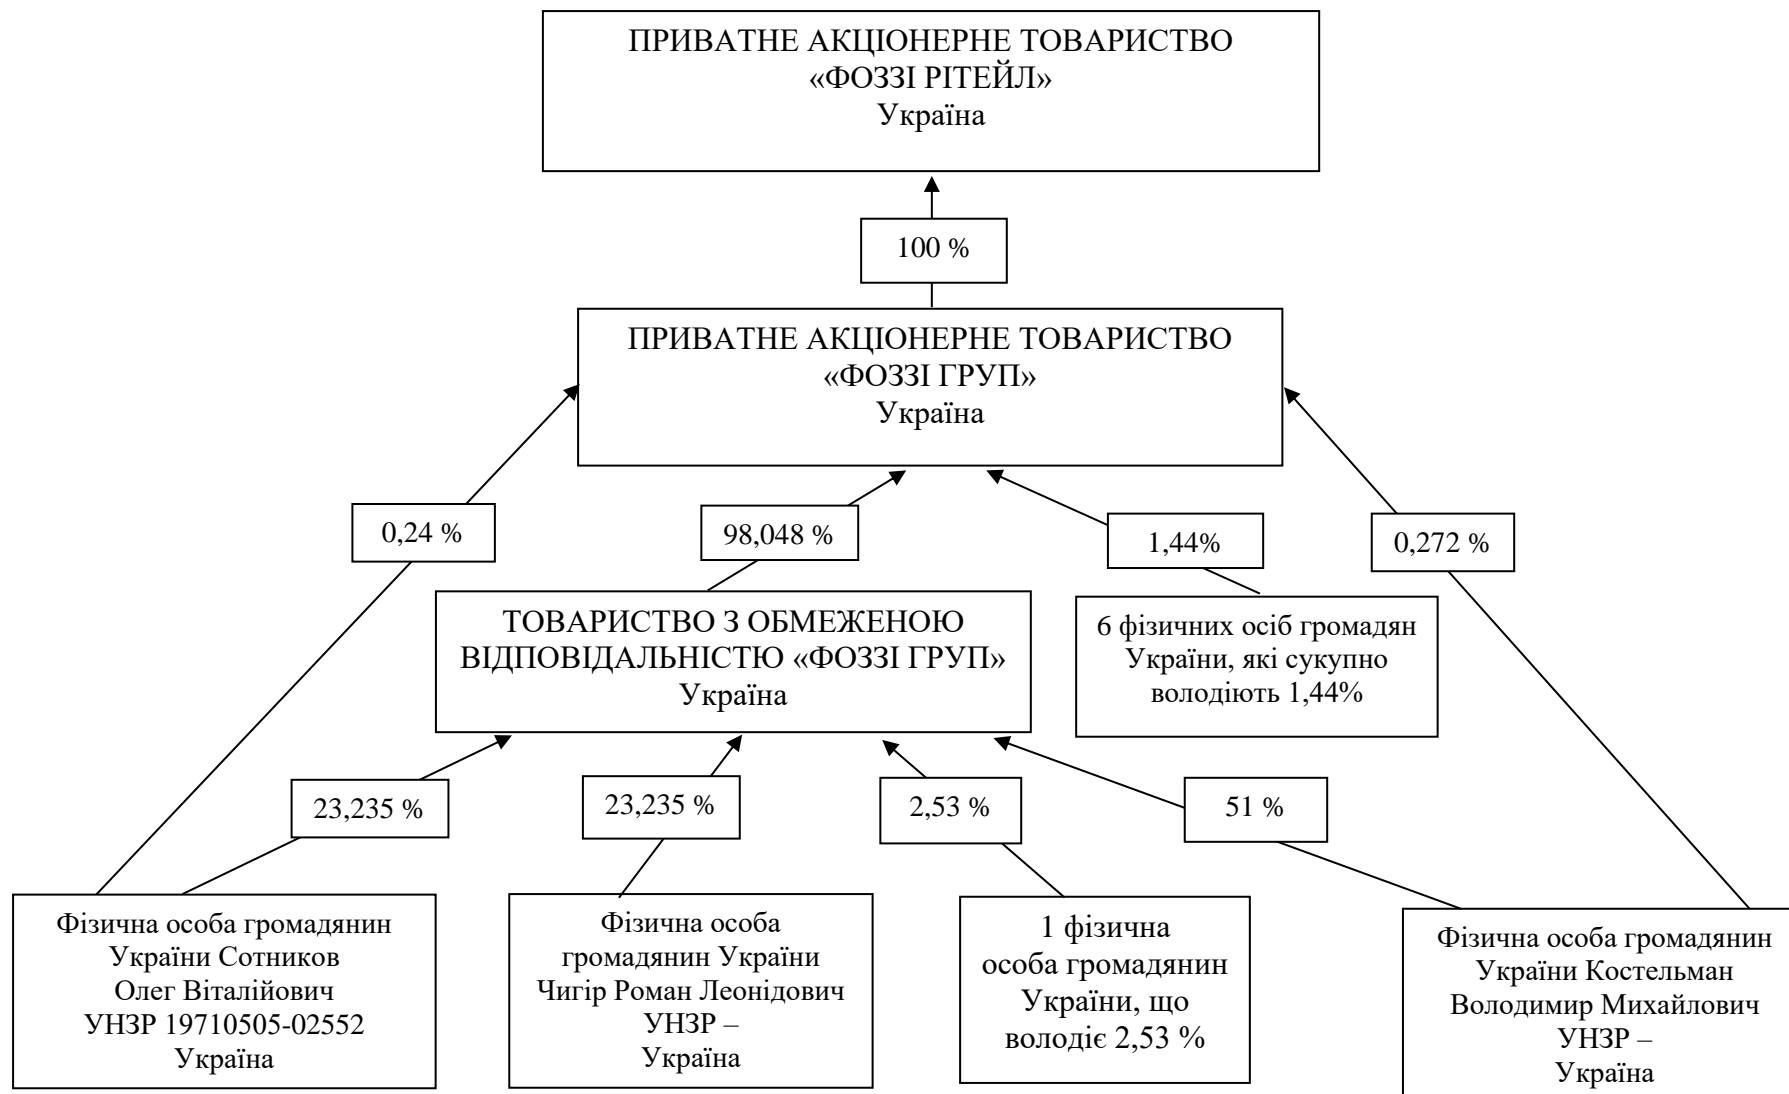 ПРИВАТНЕ АКЦІОНЕРНЕ ТОВАРИСТВО
«ФОЗЗІ РІТЕЙЛ»
Україна
100 %
ПРИВАТНЕ АКЦІОНЕРНЕ ТОВАРИСТВО
«ФОЗЗІ ГРУП»
Україна
0,24 %
98,048 %
1,44%
0,272 %
ТОВАРИСТВО З ОБМЕЖЕНОЮ
ВІДПОВІДАЛЬНІСТЮ «ФОЗЗІ ГРУП»
Україна
6 фізичних осіб громадян
України, які сукупно
володіють 1,44%
23,235 %
23,235 %
2,53 %
51 %
Фізична особа громадянин
України Сотников
Олег Віталійович
УНЗР 19710505-02552
Україна
Фізична особа
громадянин України
Чигір Роман Леонідович
УНЗР –
Україна
1 фізична
особа громадянин
України, що
володіє 2,53 %
Фізична особа громадянин
України Костельман
Володимир Михайлович
УНЗР –
Україна